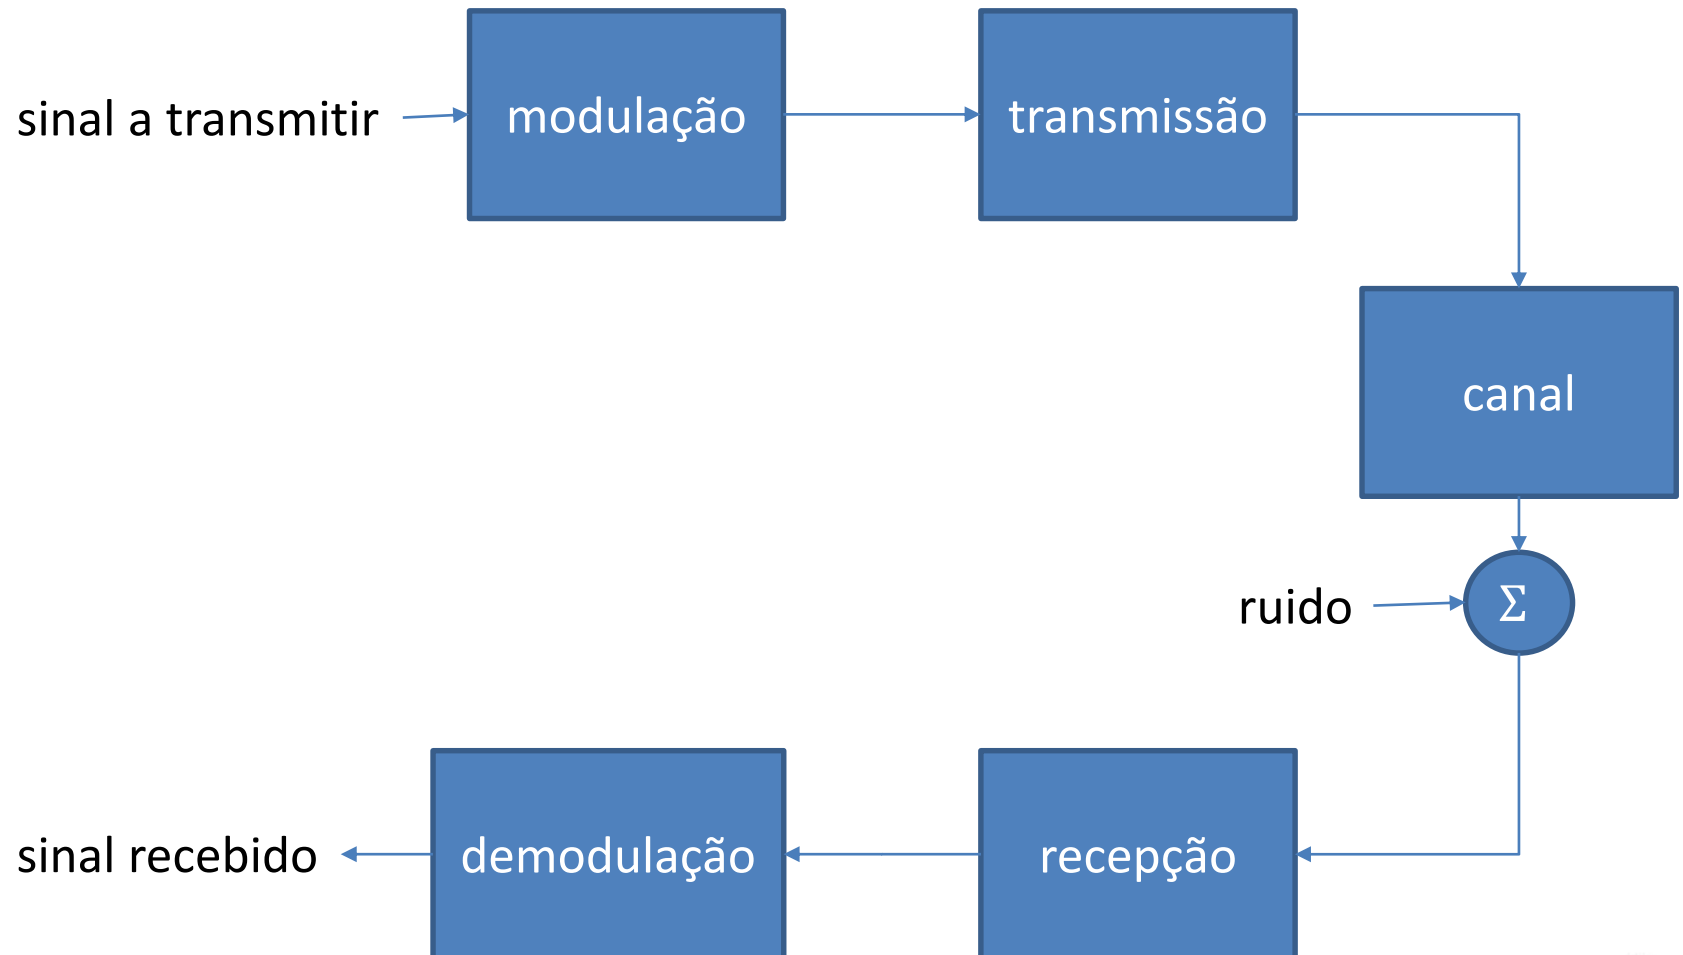 sinal a transmitir
modulação
transmissão
canal
ruido
Σ
sinal recebido
demodulação
recepção